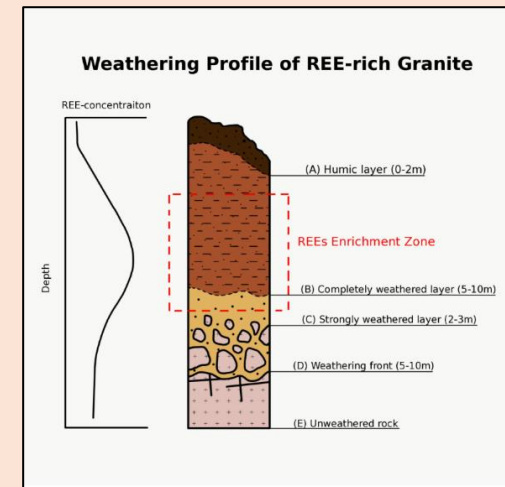 Weathering Profile of REE-rich Granite
REE-concentraiton
Depth
(A) Humic layer (0-2m)
REEs Enrichment Zone
(B) Completely weathered layer (5-10m)
(C) Strongly weathered layer (2-3m)
(D) Weathering front (5-10m)
(E) Unweathered rock